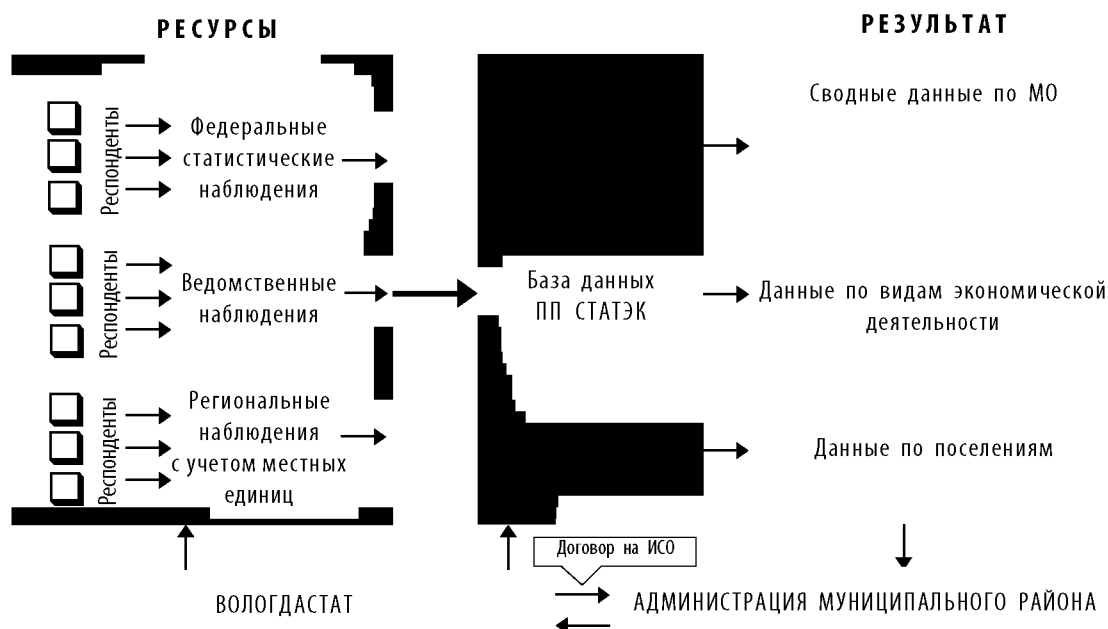 РЕСУРСЫ
Респонденты
Федеральные
статистические
наблюдения
Респонденты
Ведомственные
наблюдения
Респонденты
Региональные
наблюдения
с учетом местных
единиц
База данных
ПП СТАТЭК
РЕЗУЛЬТАТ
Сводные данные по МО
Данные по видам экономической
деятельности
Данные по поселениям
Договор на ИСО
ВОЛОГДАСТАТ
АДМИНИСТРАЦИЯ МУНИЦИПАЛЬНОГО РАЙОНА